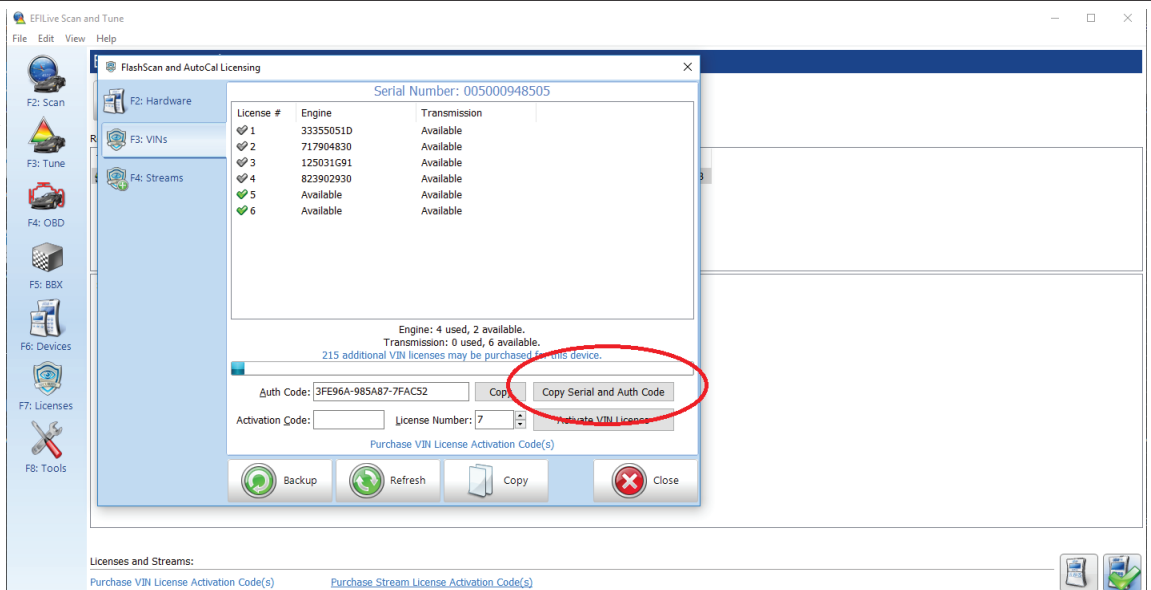 EFILive Scan and Tune
File Edit View Help
F2: Scan
F3: Tune
F4: OBD
F5: BBX
F6: Devices
F7: Licenses
F8: Tools
FlashScan and AutoCal Licensing
F2: Hardware
F3: VINs
F4: Streams
Serial Number: 005000948505
License # Engine Transmission
1 33355051D Available
2 717904830 Available
3 125031G91 Available
4 823902930 Available
5 Available Available
6 Available Available
Engine: 4 used, 2 available.
Transmission: 0 used, 6 available.
215 additional VIN licenses may be purchased for this device.
Auth Code: 3FE96A-985A87-7FAC52 Copy Copy Serial and Auth Code
Activation Code: License Number: 7 Activate VIN License
Purchase VIN License Activation Code(s)
Backup Refresh Copy Close
Licenses and Streams:
Purchase VIN License Activation Code(s) Purchase Stream License Activation Code(s)